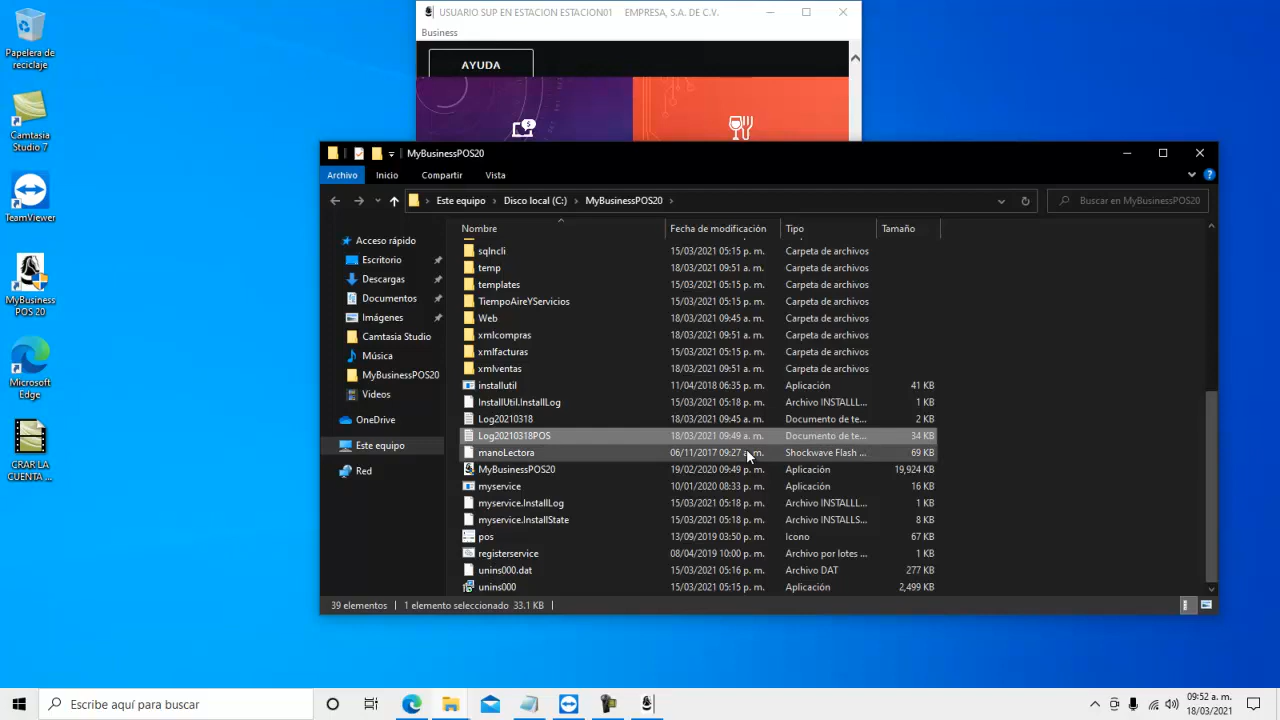 Papelera de
reciclaje
Camtasia
Studio 7
TeamViewer
MyBusiness
POS 20
Microsoft
Edge
CRAR LA
CUENTA ...
USUARIO SUP EN ESTACION ESTACION01 EMPRESA, S.A. DE C.V.
Business
AYUDA
MyBusinessPOS20
Archivo Inicio Compartir Vista
Este equipo Disco local (C:) MyBusinessPOS20
Buscar en MyBusinessPOS20
Acceso rápido
Escritorio
Descargas
Documentos
Imágenes
Camtasia Studio
Música
MyBusinessPOS20
Videos
OneDrive
Este equipo
Red
Nombre Fecha de modificación Tipo Tamaño
sqlncli 15/03/2021 05:15 p. m. Carpeta de archivos
temp 18/03/2021 09:51 a. m. Carpeta de archivos
templates 15/03/2021 05:15 p. m. Carpeta de archivos
TiempoAireYServicios 15/03/2021 05:15 p. m. Carpeta de archivos
Web 18/03/2021 09:45 a. m. Carpeta de archivos
xmlcompras 18/03/2021 09:51 a. m. Carpeta de archivos
xmlfacturas 15/03/2021 05:15 p. m. Carpeta de archivos
xmlventas 18/03/2021 09:51 a. m. Carpeta de archivos
installutil 11/04/2018 06:35 p. m. Aplicación 41 KB
InstallUtil.InstallLog 15/03/2021 05:18 p. m. Archivo INSTALLL... 1 KB
Log20210318 18/03/2021 09:45 a. m. Documento de te... 2 KB
Log20210318POS 18/03/2021 09:49 a. m. Documento de te... 34 KB
manoLectora 06/11/2017 09:27 a. m. Shockwave Flash ... 69 KB
MyBusinessPOS20 19/02/2020 09:49 p. m. Aplicación 19,924 KB
myservice 10/01/2020 08:33 p. m. Aplicación 16 KB
myservice.InstallLog 15/03/2021 05:18 p. m. Archivo INSTALLL... 1 KB
myservice.InstallState 15/03/2021 05:18 p. m. Archivo INSTALLS... 8 KB
pos 13/09/2019 03:50 p. m. Icono 67 KB
registerservice 08/04/2019 10:00 p. m. Archivo por lotes ... 1 KB
unins000.dat 15/03/2021 05:16 p. m. Archivo DAT 277 KB
unins000 15/03/2021 05:15 p. m. Aplicación 2,499 KB
39 elementos 1 elemento seleccionado 33.1 KB
Escribe aquí para buscar
09:52 a. m.
18/03/2021